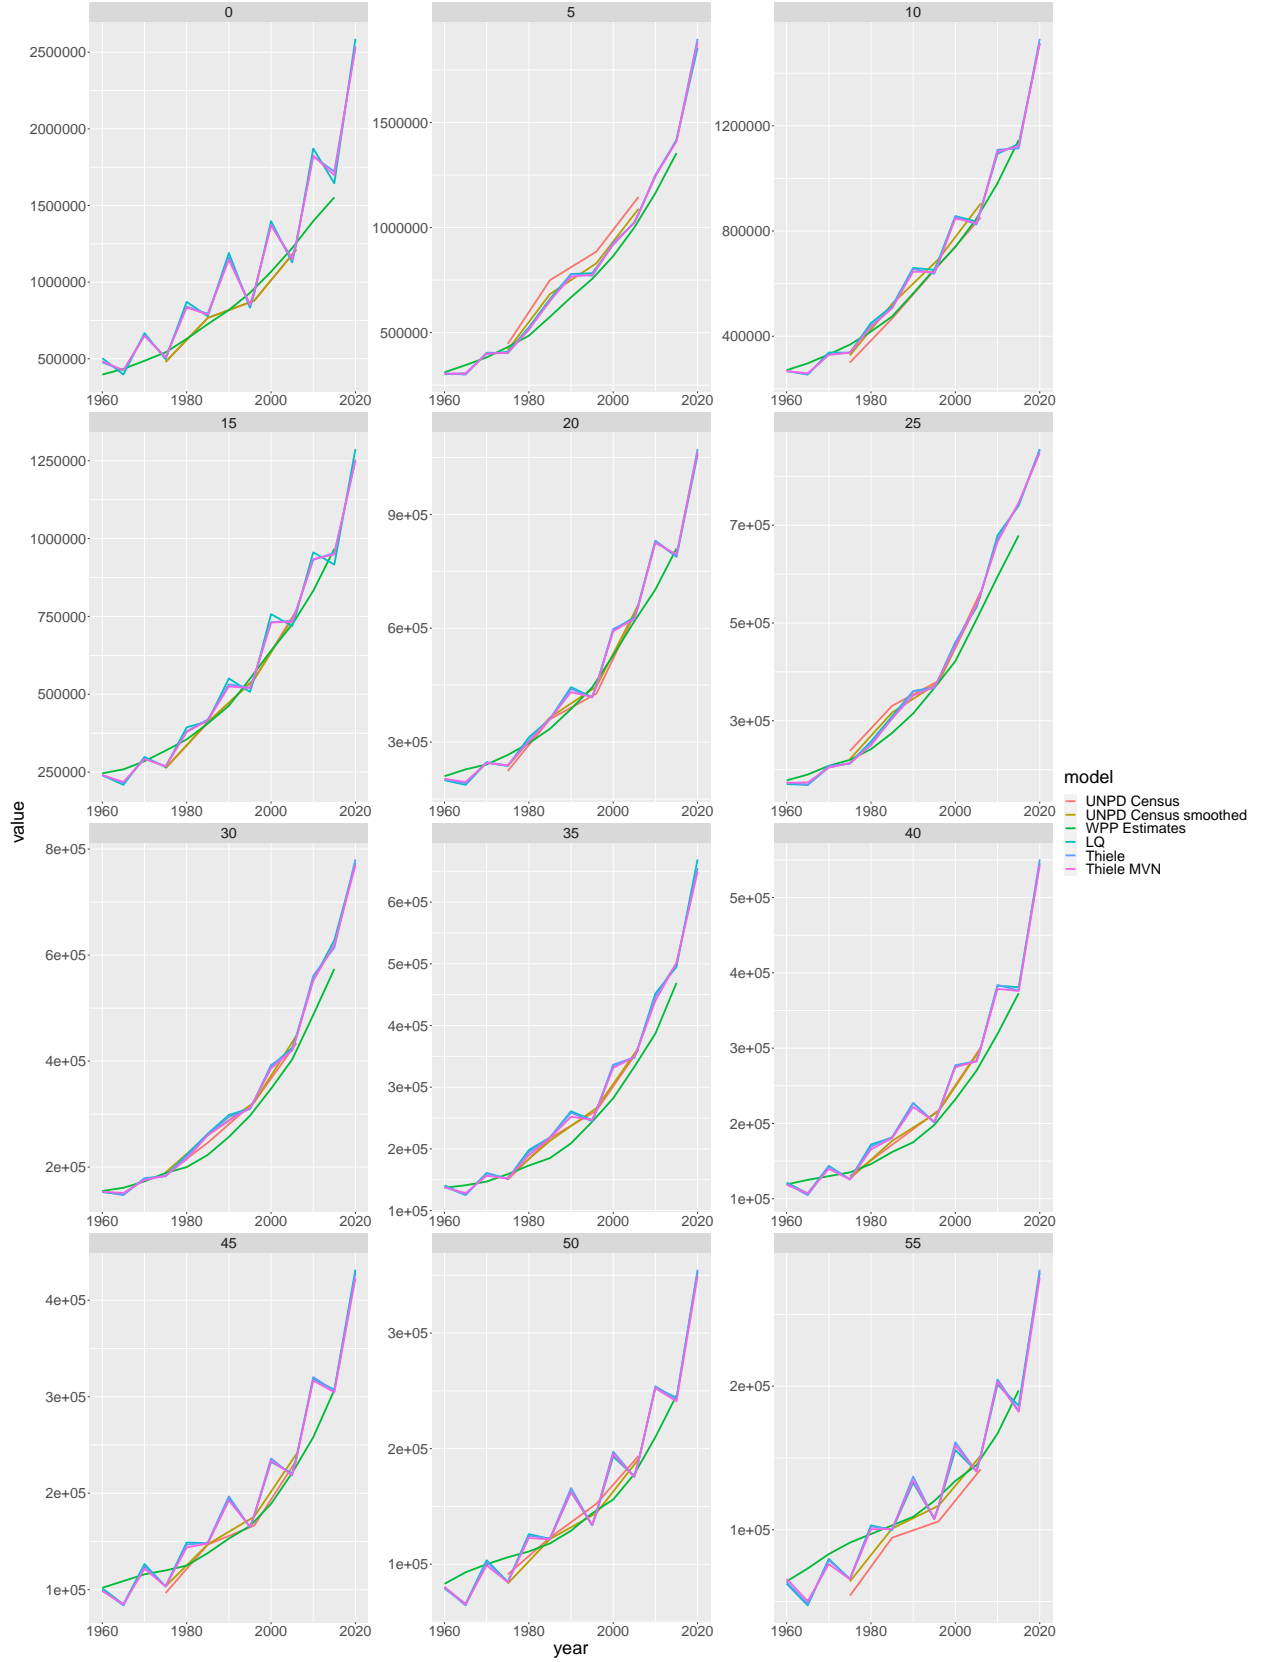 0 5 10
2500000
2000000
1500000
1000000
500000
1500000
1000000
500000
1200000
800000
400000
1960 1980 2000 2020 1960 1980 2000 2020 1960 1980 2000 2020
15 20 25
1250000
1000000
750000
500000
250000
9e+05
6e+05
3e+05
7e+05
5e+05
3e+05
1960 1980 2000 2020 1960 1980 2000 2020 1960 1980 2000 2020
30 35 40
8e+05
6e+05
4e+05
2e+05
6e+05
5e+05
4e+05
3e+05
2e+05
1e+05
5e+05
4e+05
3e+05
2e+05
1e+05
1960 1980 2000 2020 1960 1980 2000 2020 1960 1980 2000 2020
45 50 55
4e+05
3e+05
2e+05
1e+05
3e+05
2e+05
1e+05
2e+05
1e+05
1960 1980 2000 2020 1960 1980 2000 2020 1960 1980 2000 2020
year
value
model
UNPD Census
UNPD Census smoothed
WPP Estimates
LQ
Thiele
Thiele MVN